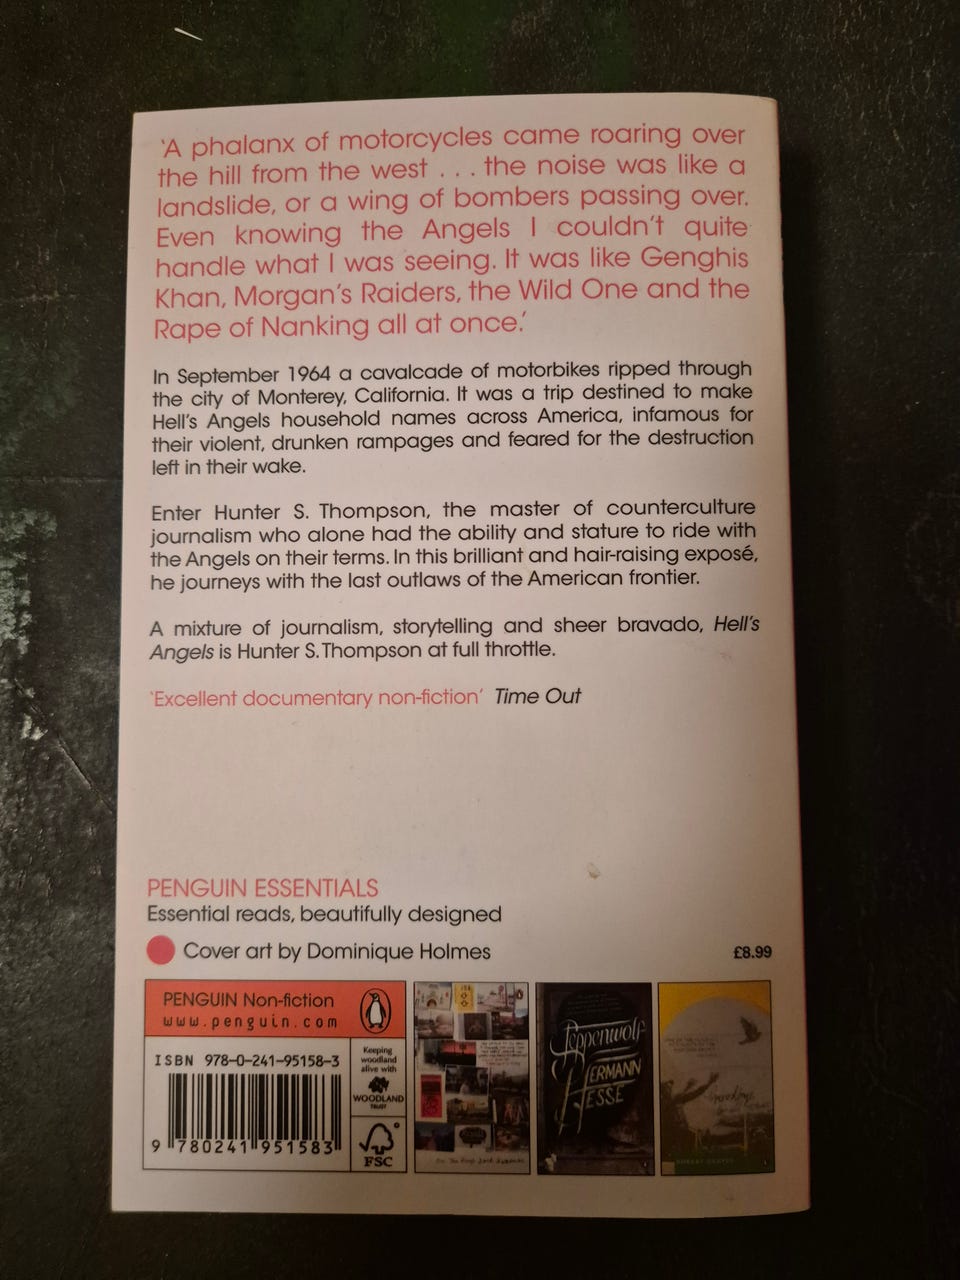 'A phalanx of motorcycles came roaring over
the hill from the west . . . the noise was like a
landslide, or a wing of bombers passing over.
Even knowing the Angels I couldn't quite
handle what I was seeing. It was like Genghis
Khan, Morgan's Raiders, the Wild One and the
Rape of Nanking all at once.'
In September 1964 a cavalcade of motorbikes ripped through
the city of Monterey, California. It was a trip destined to make
Hell's Angels household names across America, infamous for
their violent, drunken rampages and feared for the destruction
left in their wake.
Enter Hunter S. Thompson, the master of counterculture
journalism who alone had the ability and stature to ride with
the Angels on their terms. In this brilliant and hair-raising exposé,
he journeys with the last outlaws of the American frontier.
A mixture of journalism, storytelling and sheer bravado, Hell's
Angels is Hunter S. Thompson at full throttle.
'Excellent documentary non-fiction' Time Out
PENGUIN ESSENTIALS
Essential reads, beautifully designed
Cover art by Dominique Holmes
£8.99
PENGUIN Non-fiction
www.penguin.com
ISBN 978-0-241-95158-3
9 780241 951583
Keeping
woodland
alive with
WOODLAND
TRUST
FSC
On The Road Jack Kerouac
Steppenwolf
HERMANN
HESSE
Goodbye
ROBERT GRAVES